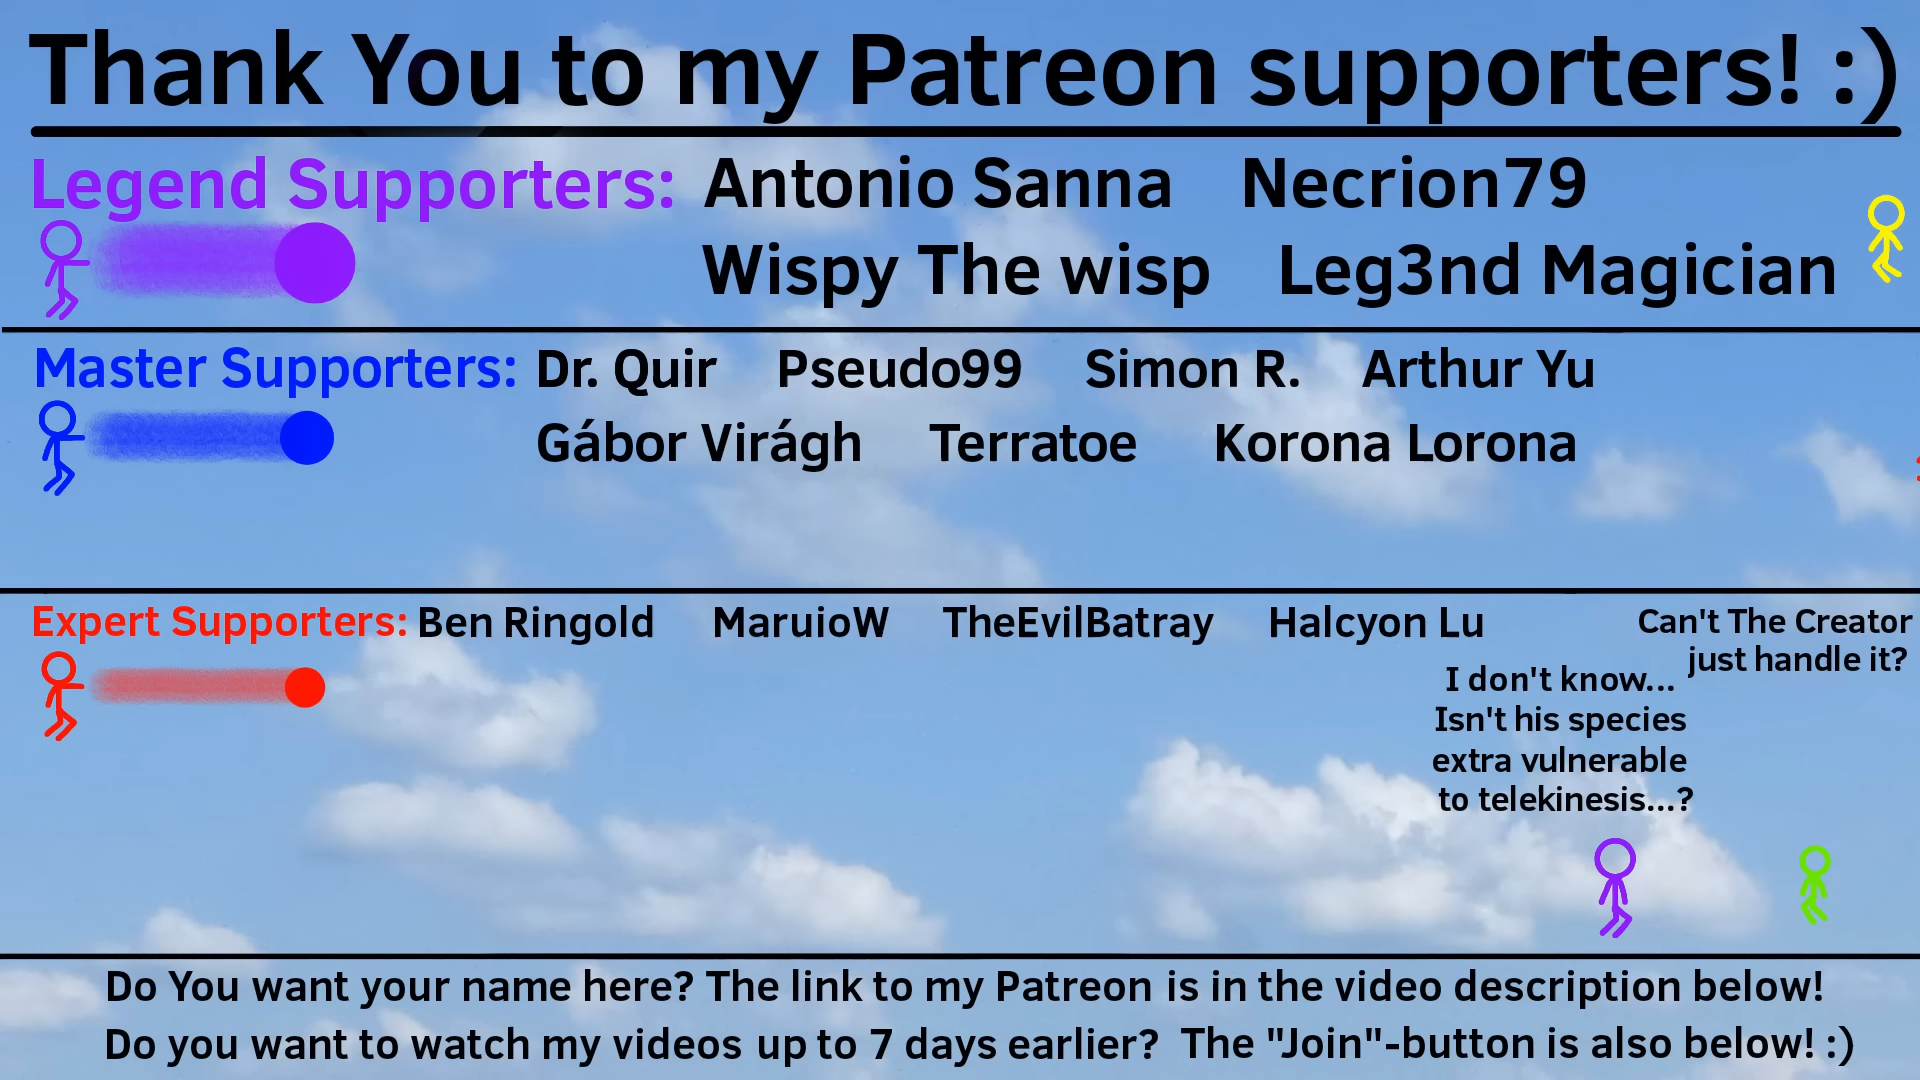 Thank You to my Patreon supporters! :)
Legend Supporters: Antonio Sanna Necrion79
Wispy The wisp Leg3nd Magician
Master Supporters: Dr. Quir Pseudo99 Simon R. Arthur Yu
Gábor Virágh Terratoe Korona Lorona
Expert Supporters: Ben Ringold MaruioW TheEvilBatray Halcyon Lu
Can't The Creator
just handle it?
I don't know...
Isn't his species
extra vulnerable
to telekinesis...?
Do You want your name here? The link to my Patreon is in the video description below!
Do you want to watch my videos up to 7 days earlier? The "Join"-button is also below! :)